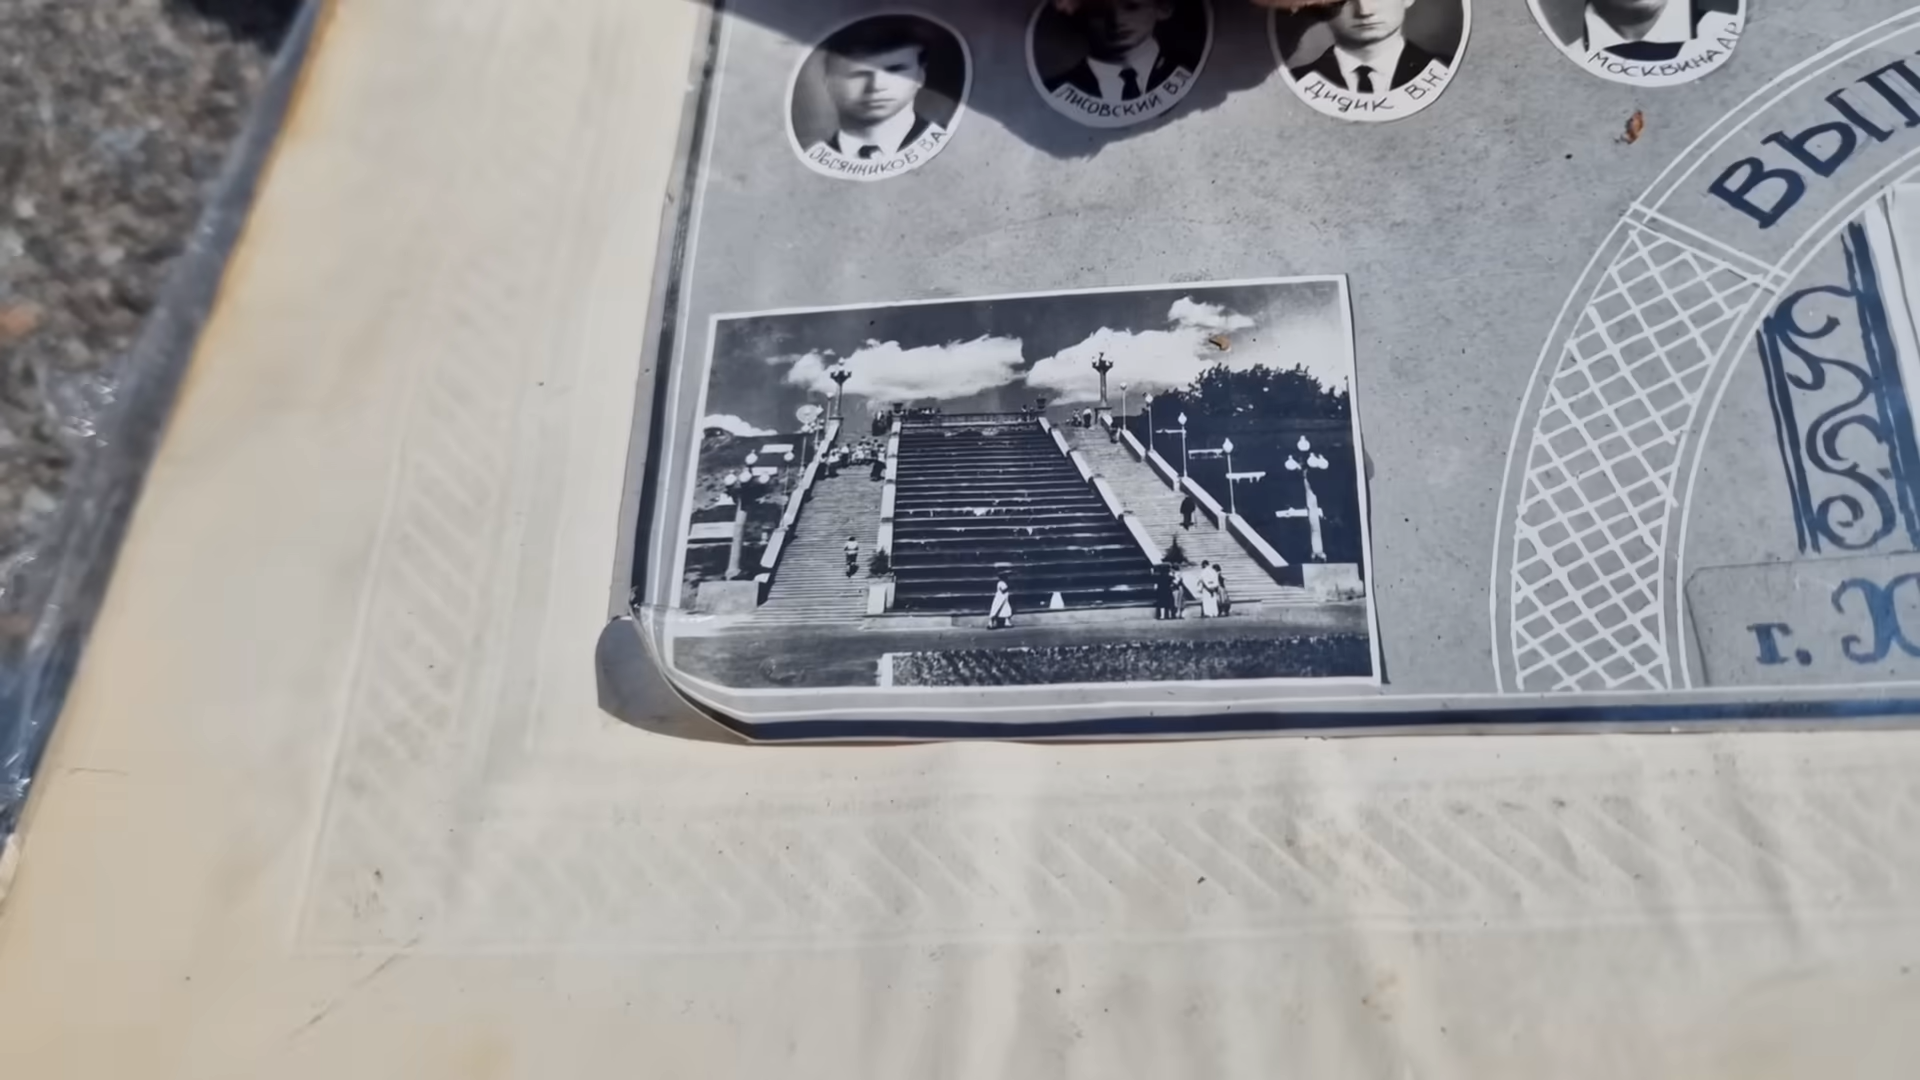 Овсянников В.А
Лисовский В.Л
Дидик В.Н.
Москвина
ВЫП
г. Х